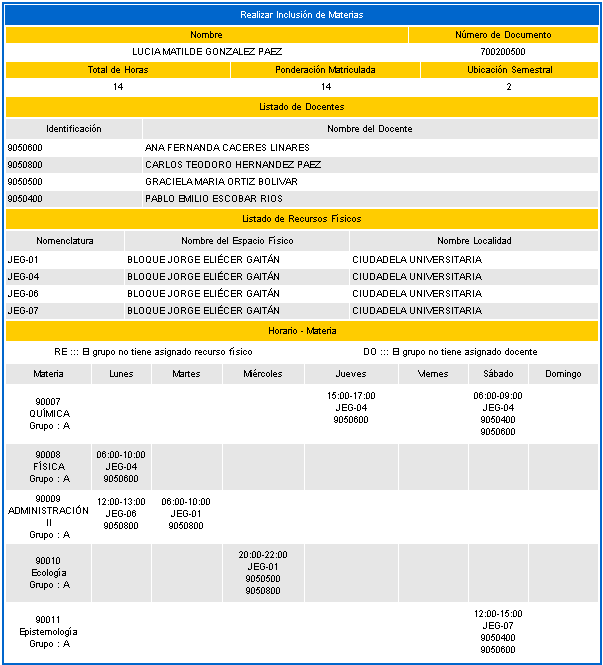 Realizar Inclusión de Materias
Nombre Número de Documento
LUCIA MATILDE GONZALEZ PAEZ 700200500
Total de Horas Ponderación Matriculada Ubicación Semestral
14 14 2
Listado de Docentes
Identificación Nombre del Docente
9050600 ANA FERNANDA CACERES LINARES
9050800 CARLOS TEODORO HERNANDEZ PAEZ
9050500 GRACIELA MARIA ORTIZ BOLIVAR
9050400 PABLO EMILIO ESCOBAR RIOS
Listado de Recursos Físicos
Nomenclatura Nombre del Espacio Físico Nombre Localidad
JEG-01 BLOQUE JORGE ELIÉCER GAITÁN CIUDADELA UNIVERSITARIA
JEG-04 BLOQUE JORGE ELIÉCER GAITÁN CIUDADELA UNIVERSITARIA
JEG-06 BLOQUE JORGE ELIÉCER GAITÁN CIUDADELA UNIVERSITARIA
JEG-07 BLOQUE JORGE ELIÉCER GAITÁN CIUDADELA UNIVERSITARIA
Horario - Materia
RE ::: El grupo no tiene asignado recurso físico DO ::: El grupo no tiene asignado docente
Materia Lunes Martes Miércoles Jueves Viernes Sábado Domingo
90007
QUÍMICA
Grupo : A
15:00-17:00
JEG-04
9050600
06:00-09:00
JEG-04
9050400
9050600
90008
FÍSICA
Grupo : A
06:00-10:00
JEG-04
9050600
90009
ADMINISTRACIÓN
II
Grupo : A
12:00-13:00
JEG-06
9050800
06:00-10:00
JEG-01
9050800
90010
Ecología
Grupo : A
20:00-22:00
JEG-01
9050500
9050800
90011
Epistemología
Grupo : A
12:00-15:00
JEG-07
9050400
9050600